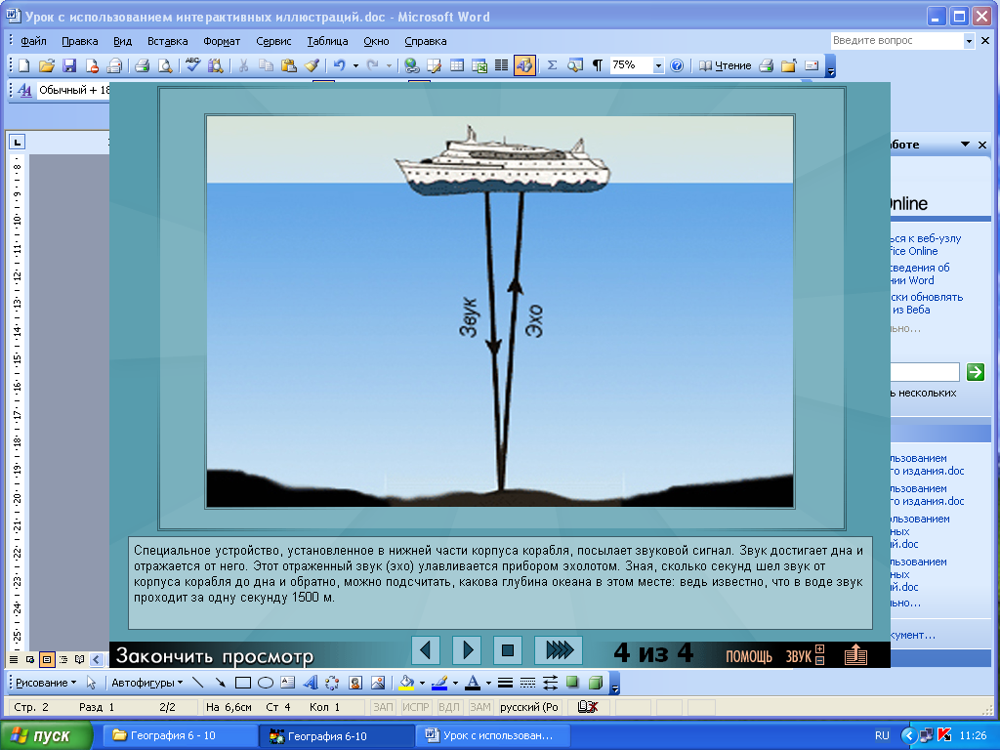 Урок с использованием интерактивных иллюстраций.doc - Microsoft Word
Файл Правка Вид Вставка Формат Сервис Таблица Окно Справка
Введите вопрос
75% Чтение
Обычный + 18
аботе
Online
ься к веб-узлу
fice Online
сведения об
нии Word
ски обновлять
из Веба
ьно...
ь нескольких
пользованием
го издания.doc
пользованием
го издания.doc
ользованием
ных
ий.doc
пользованием
ных
ий.doc
ьно...
кумент...
Звук
Эхо
Специальное устройство, установленное в нижней части корпуса корабля, посылает звуковой сигнал. Звук достигает дна и
отражается от него. Этот отраженный звук (эхо) улавливается прибором эхолотом. Зная, сколько секунд шел звук от
корпуса корабля до дна и обратно, можно подсчитать, какова глубина океана в этом месте: ведь известно, что в воде звук
проходит за одну секунду 1500 м.
Закончить просмотр 4 из 4 ПОМОЩЬ ЗВУК
Рисование Автофигуры
Стр. 2 Разд 1 2/2 На 6,6см Ст 4 Кол 1 ЗАП ИСПР ВДЛ ЗАМ русский (Ро
пуск География 6 - 10 География 6-10 Урок с использован... RU 11:26